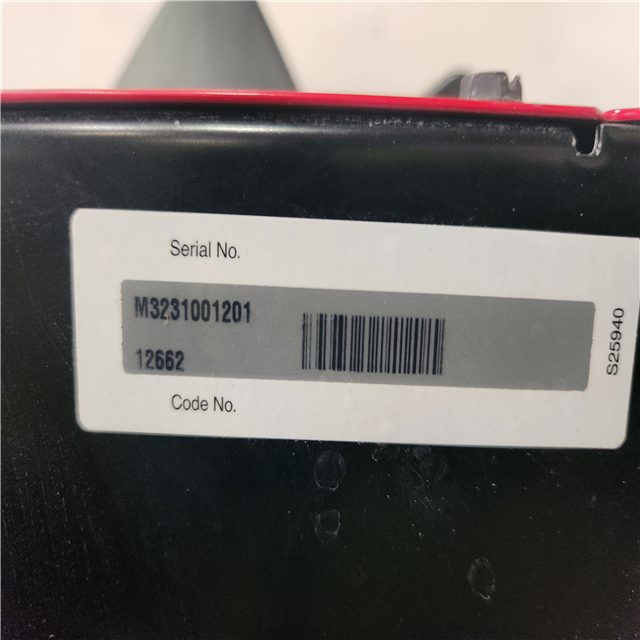 Serial No.
M3231001201
12662
Code No.
S25940